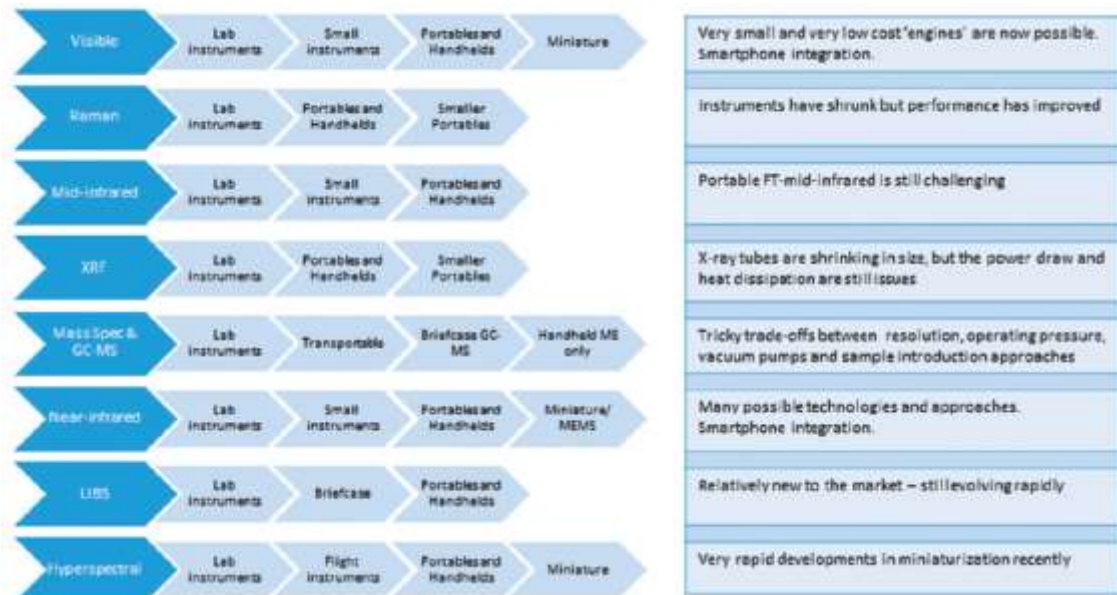 Visible
Lab
Instruments
Small
Instruments
Portables and
Handhelds
Miniature
Very small and very low cost 'engines' are now possible.
Smartphone integration.
Raman
Lab
Instruments
Portables and
Handhelds
Smaller
Portables
Instruments have shrunk but performance has improved
Mid-infrared
Lab
Instruments
Small
Instruments
Portables and
Handhelds
Portable FT-mid-infrared is still challenging
XRF
Lab
Instruments
Portables and
Handhelds
Smaller
Portables
X-ray tubes are shrinking in size, but the power draw and
heat dissipation are still issues
Mass Spec &
GC-MS
Lab
Instruments
Transportable
Briefcase GC-
MS
Handheld MS
only
Tricky trade-offs between resolution, operating pressure,
vacuum pumps and sample introduction approaches
Near-infrared
Lab
Instruments
Small
Instruments
Portables and
Handhelds
Miniature/
MEMS
Many possible technologies and approaches.
Smartphone integration.
LIBS
Lab
Instruments
Briefcase
Portables and
Handhelds
Relatively new to the market – still evolving rapidly
Hyperspectral
Lab
Instruments
Flight
Instruments
Portables and
Handhelds
Miniature
Very rapid developments in miniaturization recently